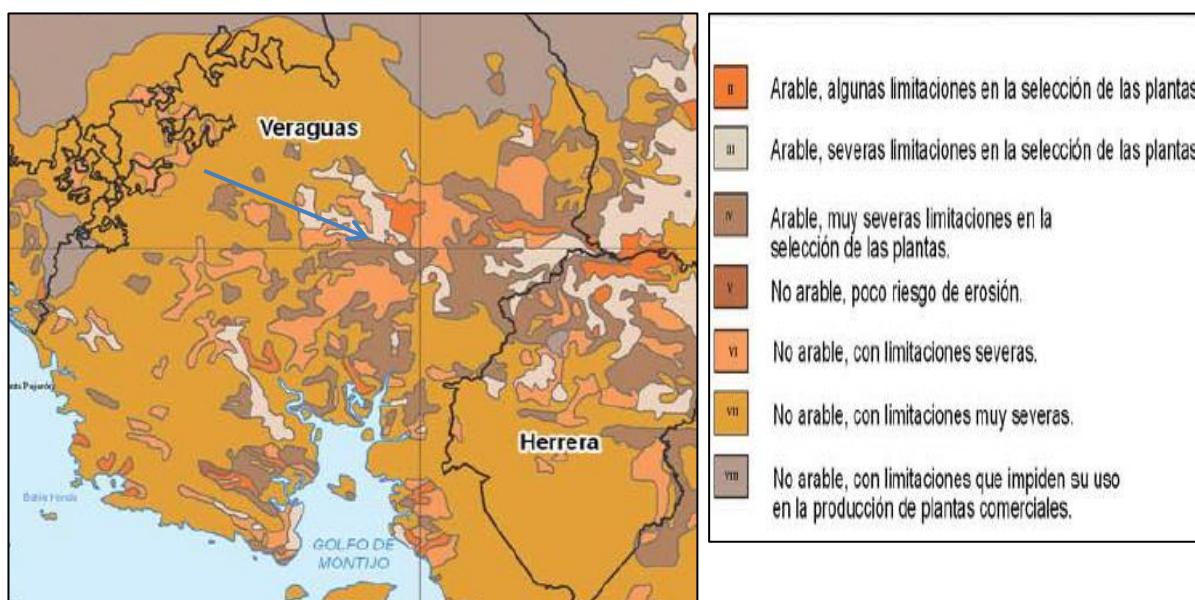 Veraguas
Herrera
Bahía Honda
GOLFO DE
MONTIJO
II
Arable, algunas limitaciones en la selección de las plantas
III
Arable, severas limitaciones en la selección de las plantas
IV
Arable, muy severas limitaciones en la
selección de las plantas.
V
No arable, poco riesgo de erosión.
VI
No arable, con limitaciones severas.
VII
No arable, con limitaciones muy severas.
VIII
No arable, con limitaciones que impiden su uso
en la producción de plantas comerciales.